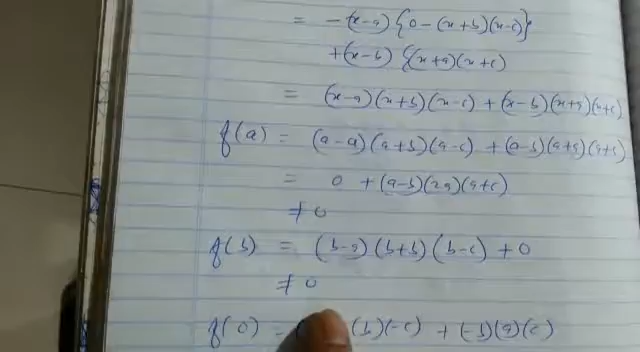 = -(x-a) {0 - (x+b)(x-c)}
+(x-b) {(x+a)(x+c)
= (x-a)(x+b)(x-c) + (x-b)(x+a)(x+c)
f(a) = (a-a)(a+b)(a-c) + (a-b)(a+a)(a+c)
= 0 + (a-b)(2a)(a+c)
≠ 0
f(b) = (b-a)(b+b)(b-c) + 0
≠ 0
f(0) = (b)(-c) + (-b)(a)(c)